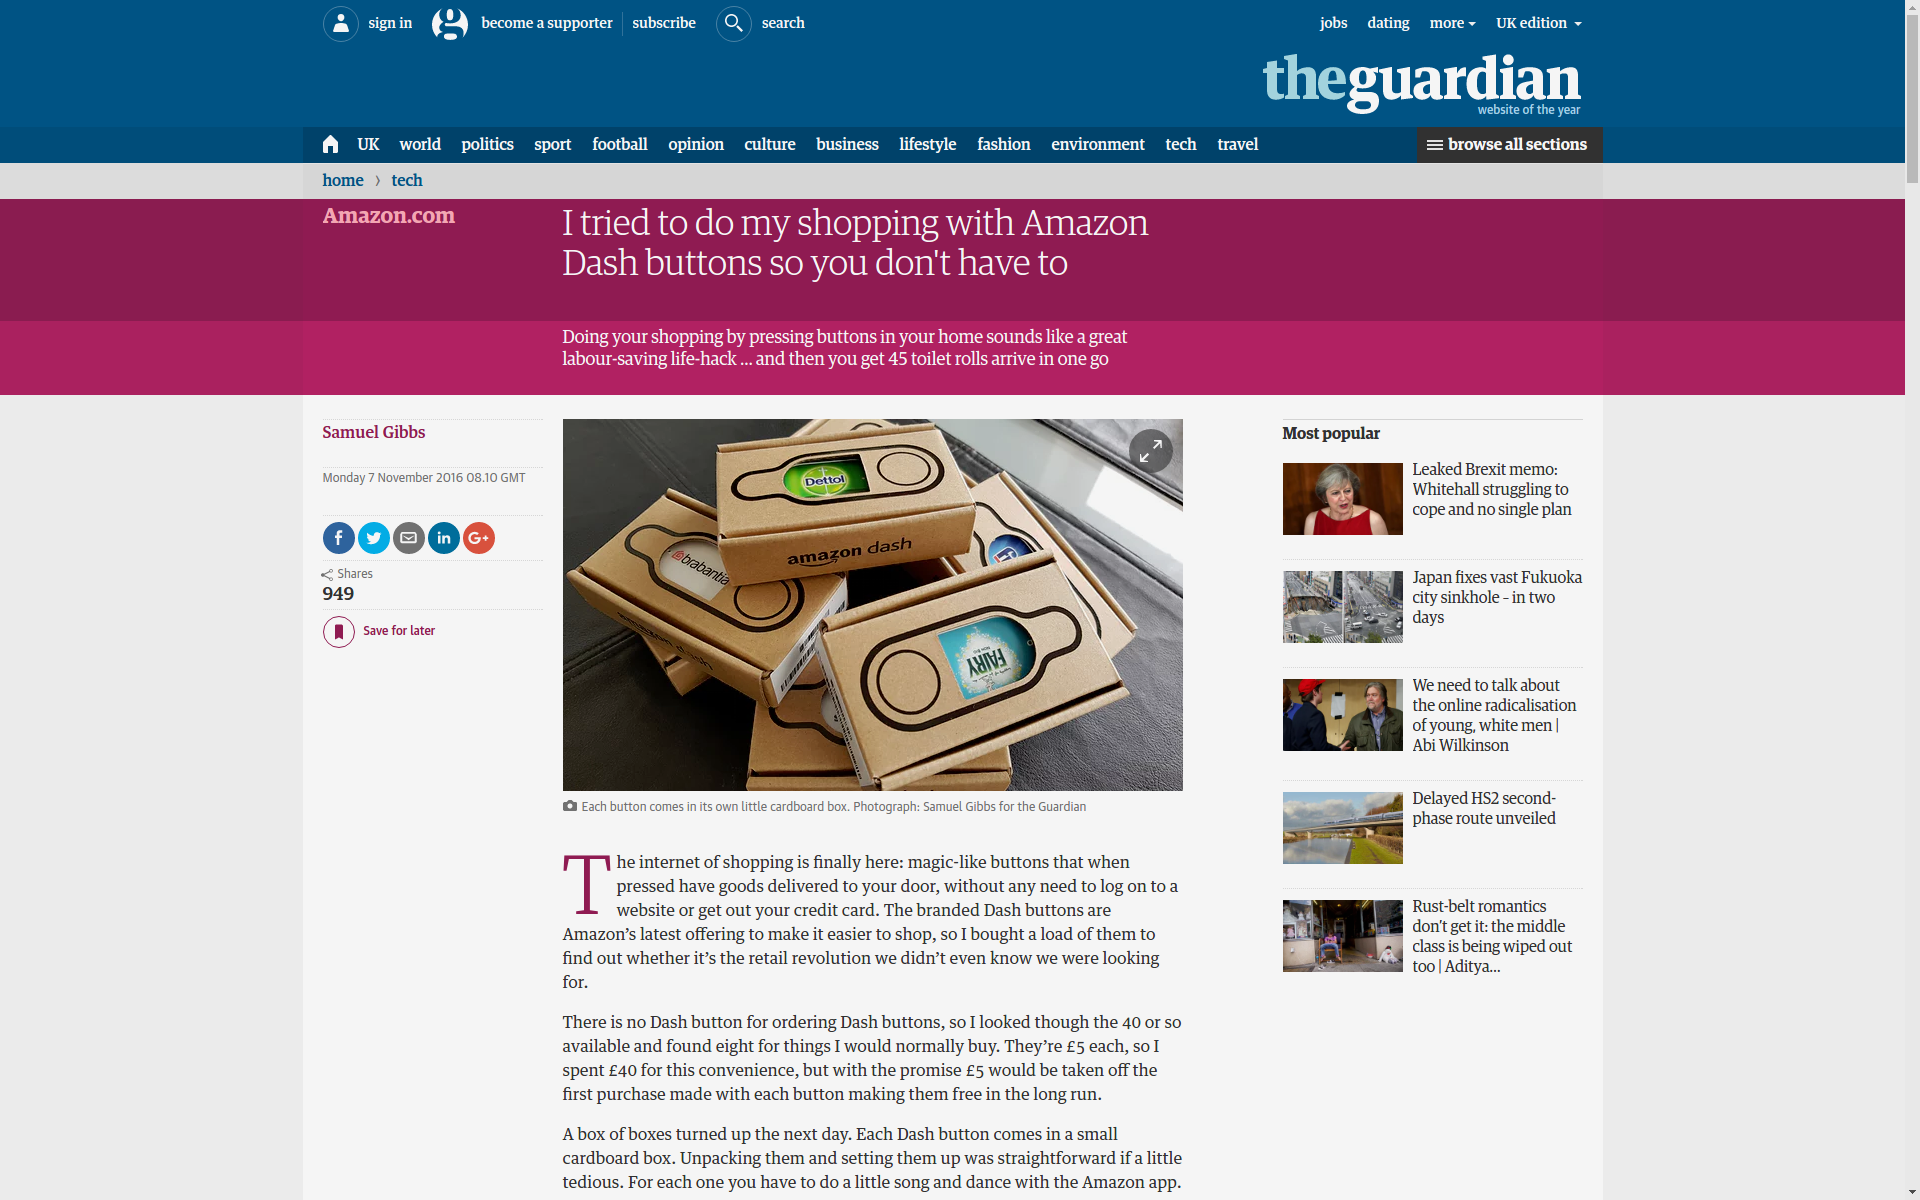 sign in
become a supporter
subscribe
search
jobs
dating
more
UK edition
theguardian
website of the year
UK
world
politics
sport
football
opinion
culture
business
lifestyle
fashion
environment
tech
travel
browse all sections
home
tech
Amazon.com
I tried to do my shopping with Amazon
Dash buttons so you don't have to
Doing your shopping by pressing buttons in your home sounds like a great
labour-saving life-hack ... and then you get 45 toilet rolls arrive in one go
Samuel Gibbs
Monday 7 November 2016 08.10 GMT
f
in
G+
Shares
949
Save for later
Dettol
amazon dash
brabantia
amazon dash
FAIRY
Each button comes in its own little cardboard box. Photograph: Samuel Gibbs for the Guardian
The internet of shopping is finally here: magic-like buttons that when
pressed have goods delivered to your door, without any need to log on to a
website or get out your credit card. The branded Dash buttons are
Amazon’s latest offering to make it easier to shop, so I bought a load of them to
find out whether it’s the retail revolution we didn’t even know we were looking
for.
There is no Dash button for ordering Dash buttons, so I looked though the 40 or so
available and found eight for things I would normally buy. They’re £5 each, so I
spent £40 for this convenience, but with the promise £5 would be taken off the
first purchase made with each button making them free in the long run.
A box of boxes turned up the next day. Each Dash button comes in a small
cardboard box. Unpacking them and setting them up was straightforward if a little
tedious. For each one you have to do a little song and dance with the Amazon app.
Most popular
Leaked Brexit memo:
Whitehall struggling to
cope and no single plan
Japan fixes vast Fukuoka
city sinkhole – in two
days
We need to talk about
the online radicalisation
of young, white men |
Abi Wilkinson
Delayed HS2 second-
phase route unveiled
Rust-belt romantics
don’t get it: the middle
class is being wiped out
too | Aditya...